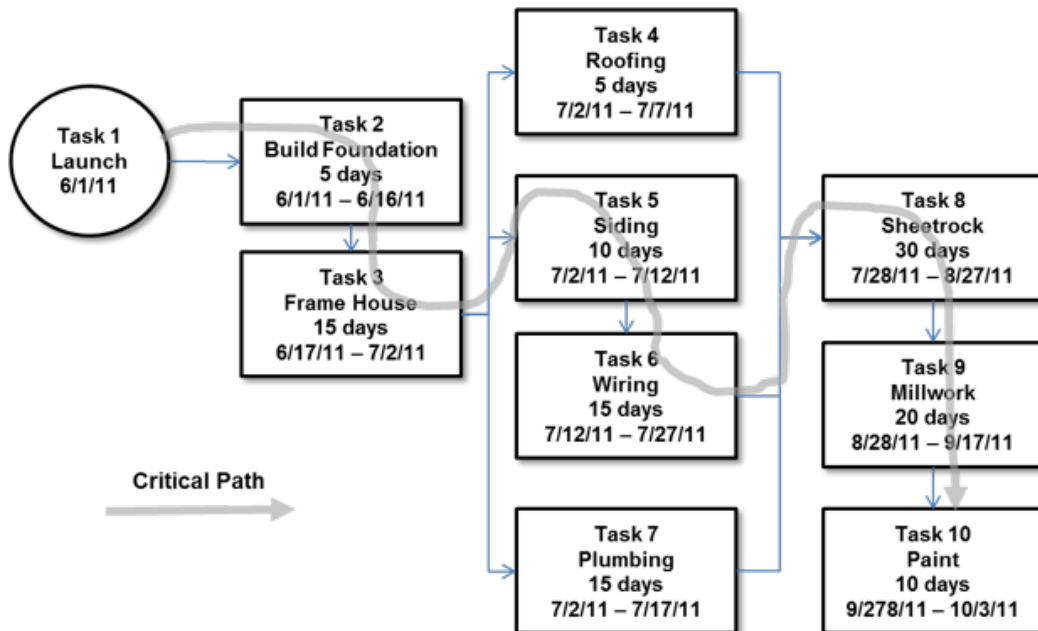 Task 1
Launch
6/1/11
Task 2
Build Foundation
5 days
6/1/11 – 6/16/11
Task 3
Frame House
15 days
6/17/11 – 7/2/11
Task 4
Roofing
5 days
7/2/11 – 7/7/11
Task 5
Siding
10 days
7/2/11 – 7/12/11
Task 6
Wiring
15 days
7/12/11 – 7/27/11
Task 7
Plumbing
15 days
7/2/11 – 7/17/11
Task 8
Sheetrock
30 days
7/28/11 – 8/27/11
Task 9
Millwork
20 days
8/28/11 – 9/17/11
Task 10
Paint
10 days
9/278/11 – 10/3/11
Critical Path